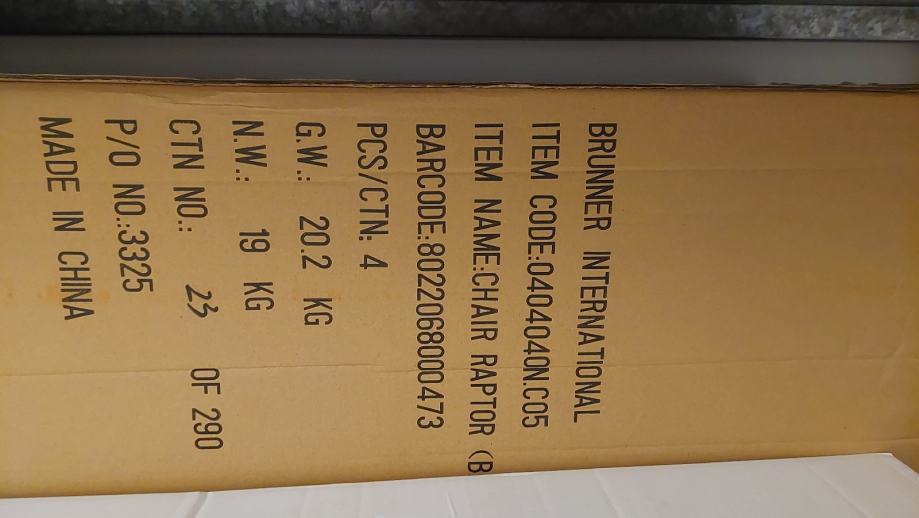 BRUNNER INTERNATIONAL
ITEM CODE:0404040N.C05
ITEM NAME:CHAIR RAPTOR (B
BARCODE:8022068000473
PCS/CTN: 4
G.W.: 20.2 KG
N.W.: 19 KG
CTN NO.: 23 OF 290
P/O NO.:3325
MADE IN CHINA